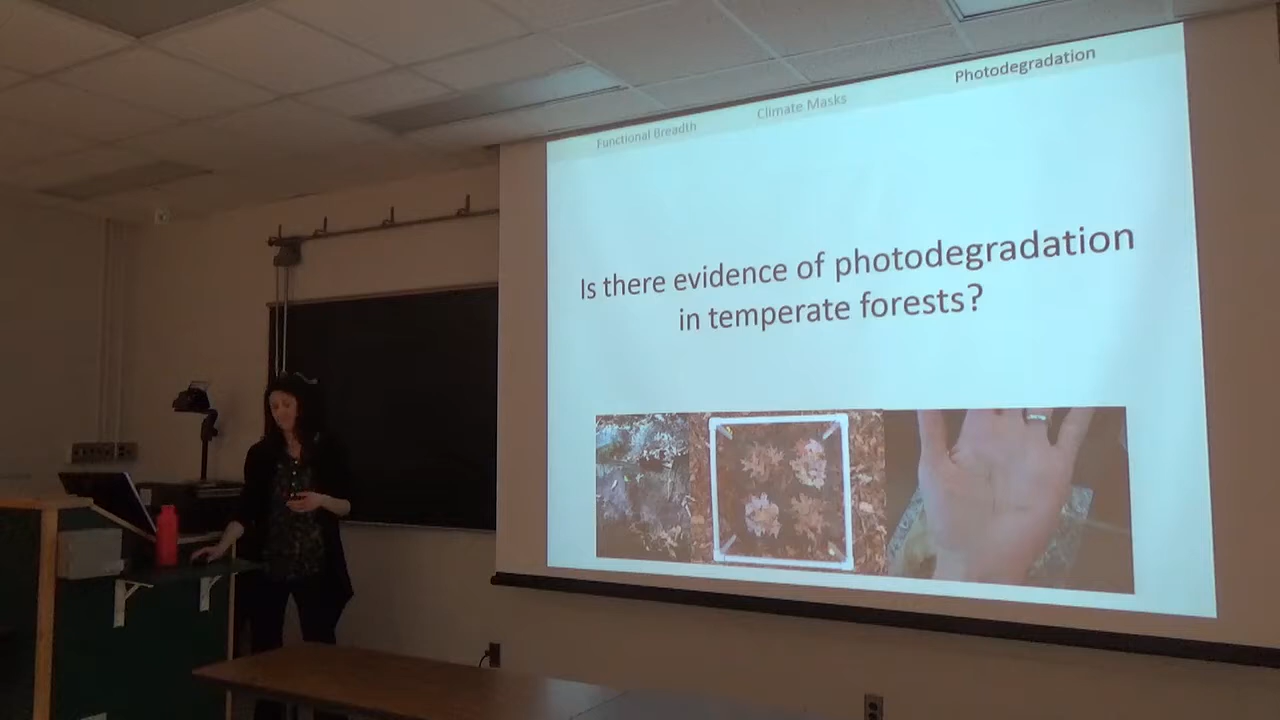 Functional Breadth
Climate Masks
Photodegradation
Is there evidence of photodegradation
in temperate forests?